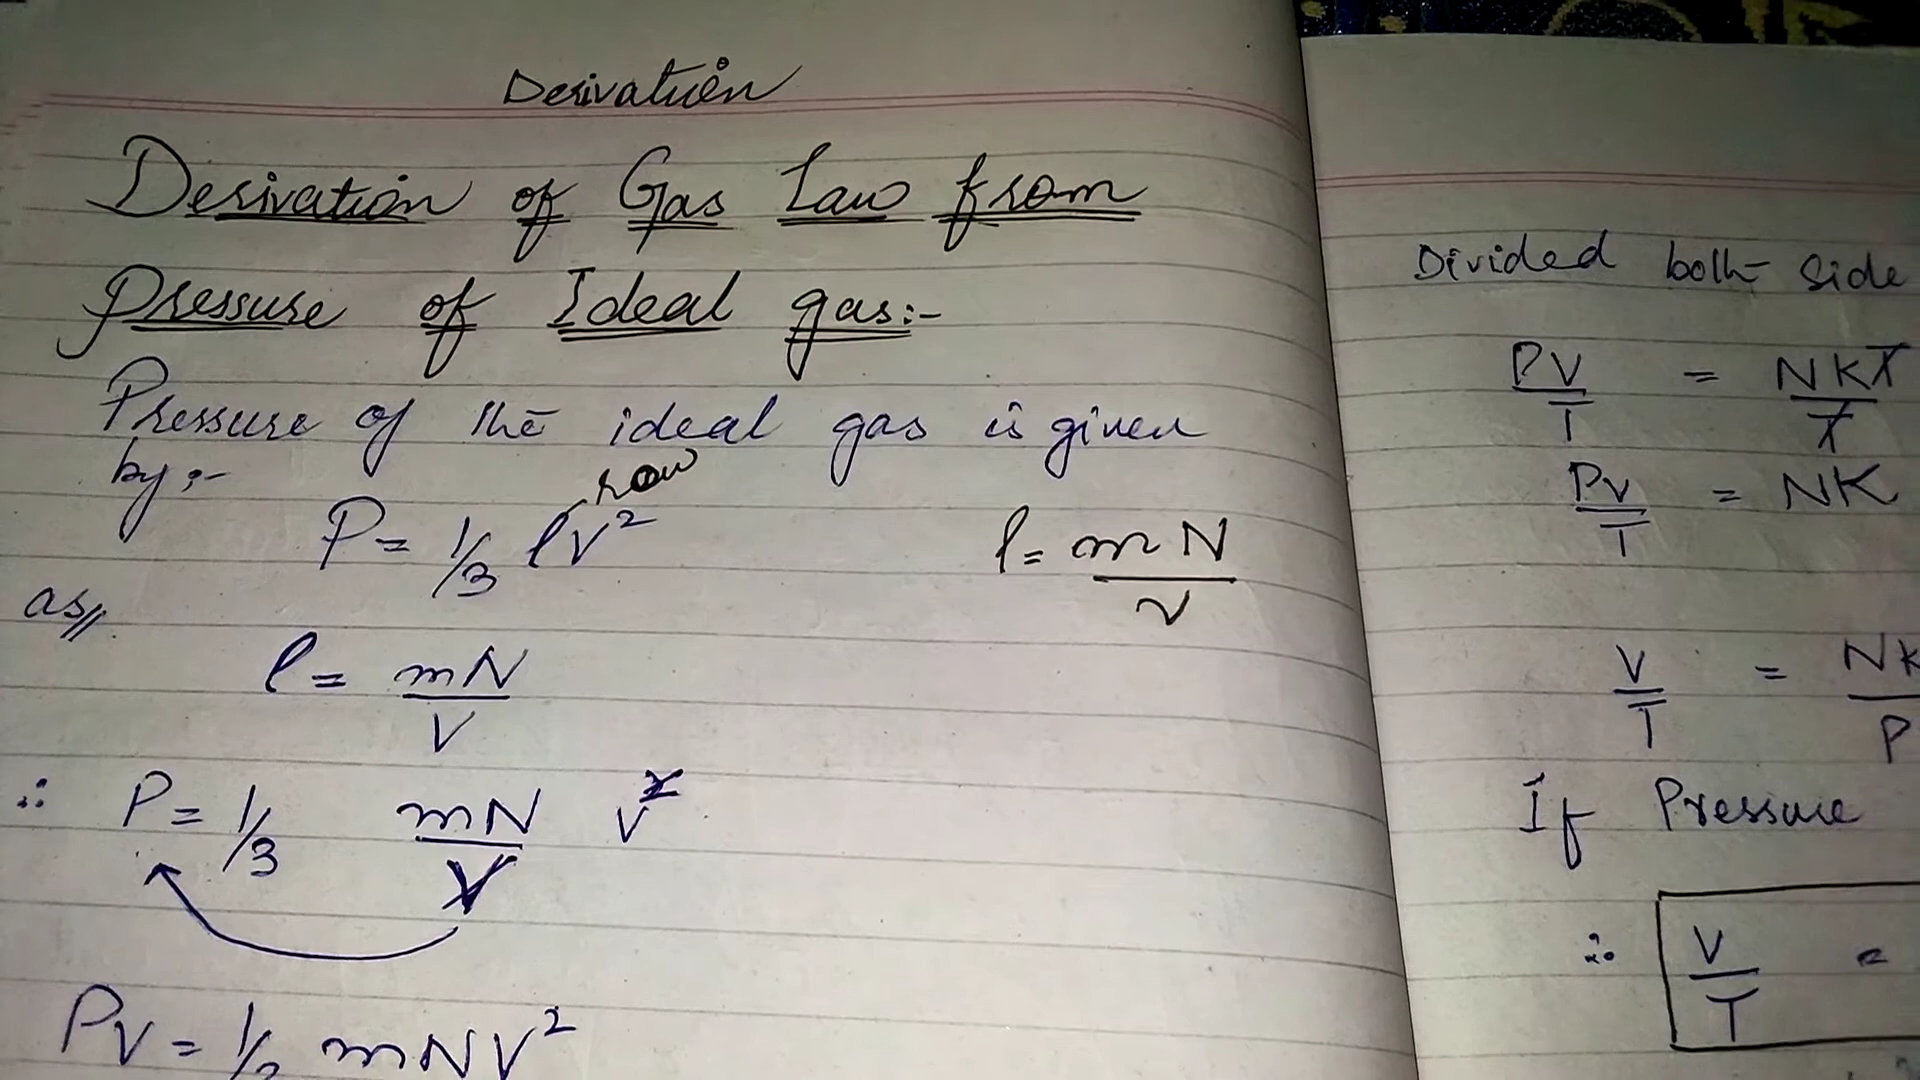 Derivation
Derivation of Gas Law from
Pressure of Ideal gas:-
Pressure of the ideal gas is given
by:-
row
P = 1/3 lV²
l = mN/V
as,,
l = mN/V
∴ P = 1/3 mN/V V²
PV = 1/3 mNV²
Divided both side
PV/T = NKT/T
PV/T = NK
V/T = NK/P
If Pressure
∴ V/T =